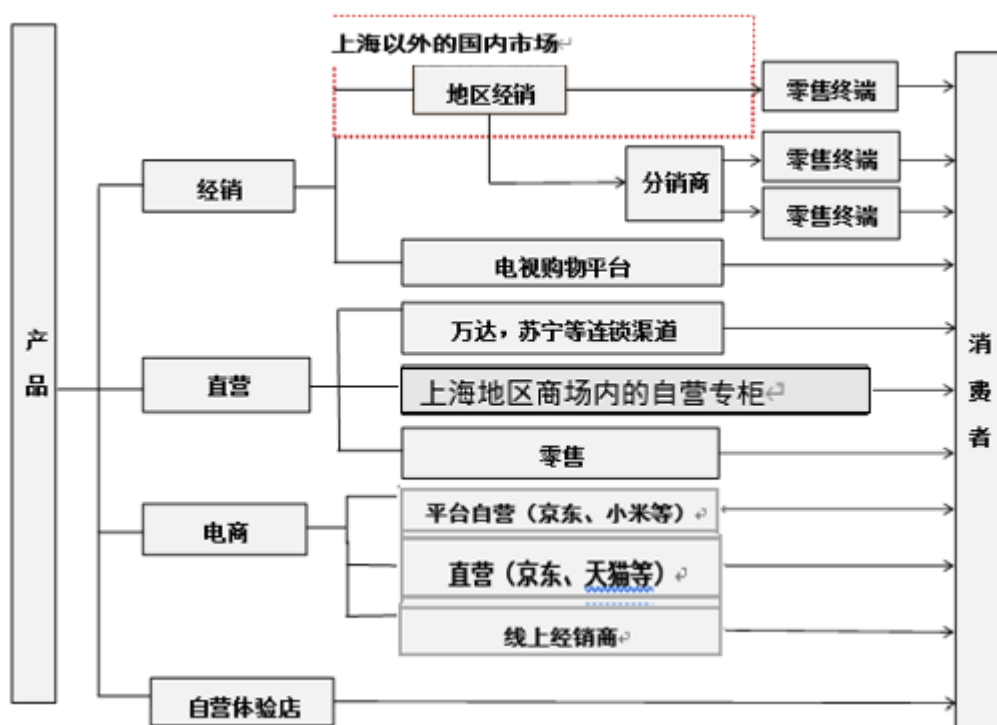 上海以外的国内市场
地区经销
零售终端
零售终端
分销商
零售终端
经销
电视购物平台
产品
万达，苏宁等连锁渠道
直营
上海地区商场内的自营专柜
消费者
零售
平台自营（京东、小米等）
电商
直营（京东、天猫等）
线上经销商
自营体验店